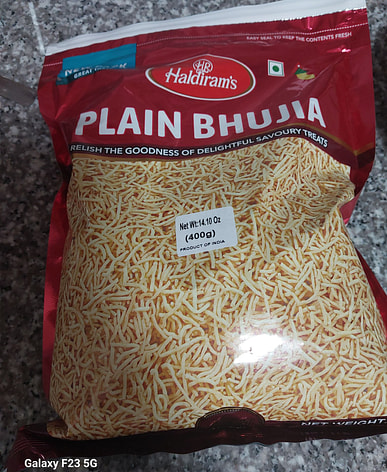 EASY SEAL TO KEEP THE CONTENTS FRESH
HR
Haldiram's
PLAIN BHUJIA
RELISH THE GOODNESS OF DELIGHTFUL SAVOURY TREATS
Net Wt:14.10 Oz
(400g)
PRODUCT OF INDIA
NET WEIGHT
Galaxy F23 5G